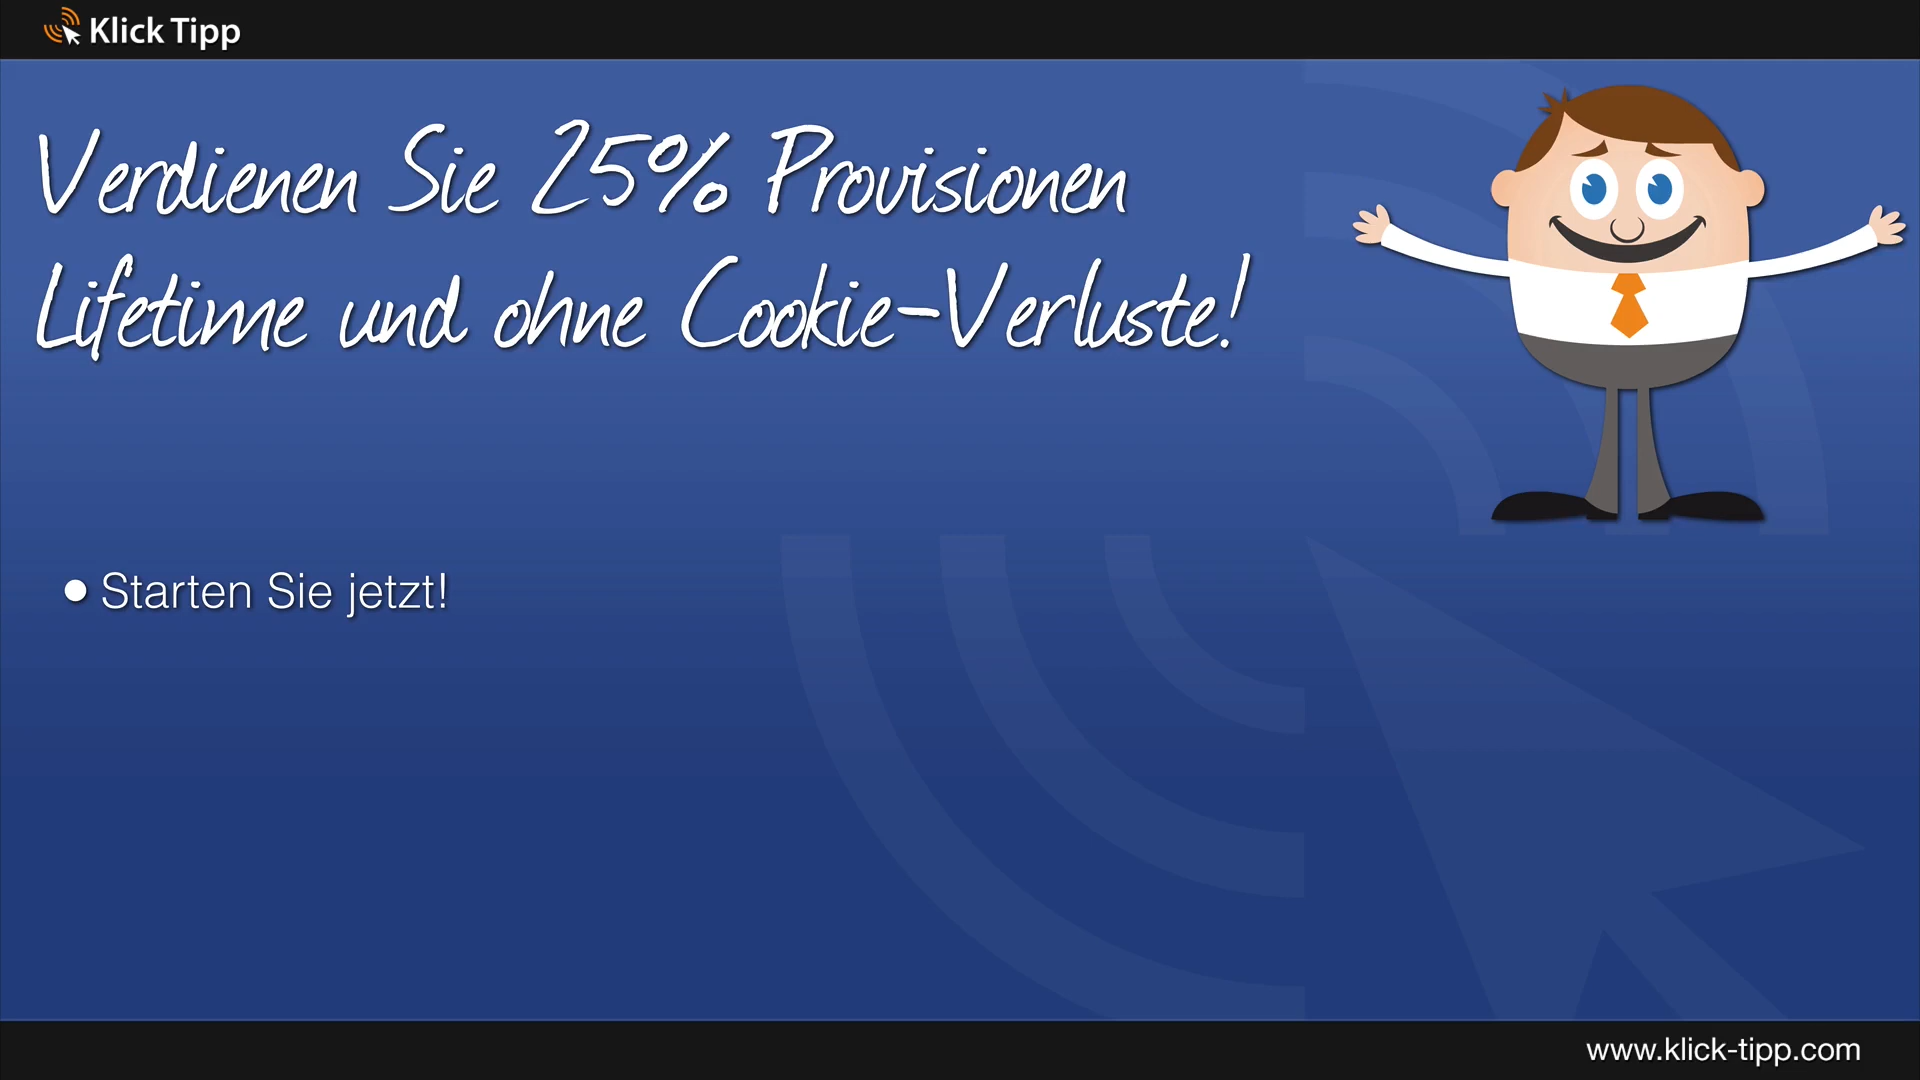 Klick Tipp
Verdienen Sie 25% Provisionen
Lifetime und ohne Cookie-Verluste!
● Starten Sie jetzt!
www.klick-tipp.com